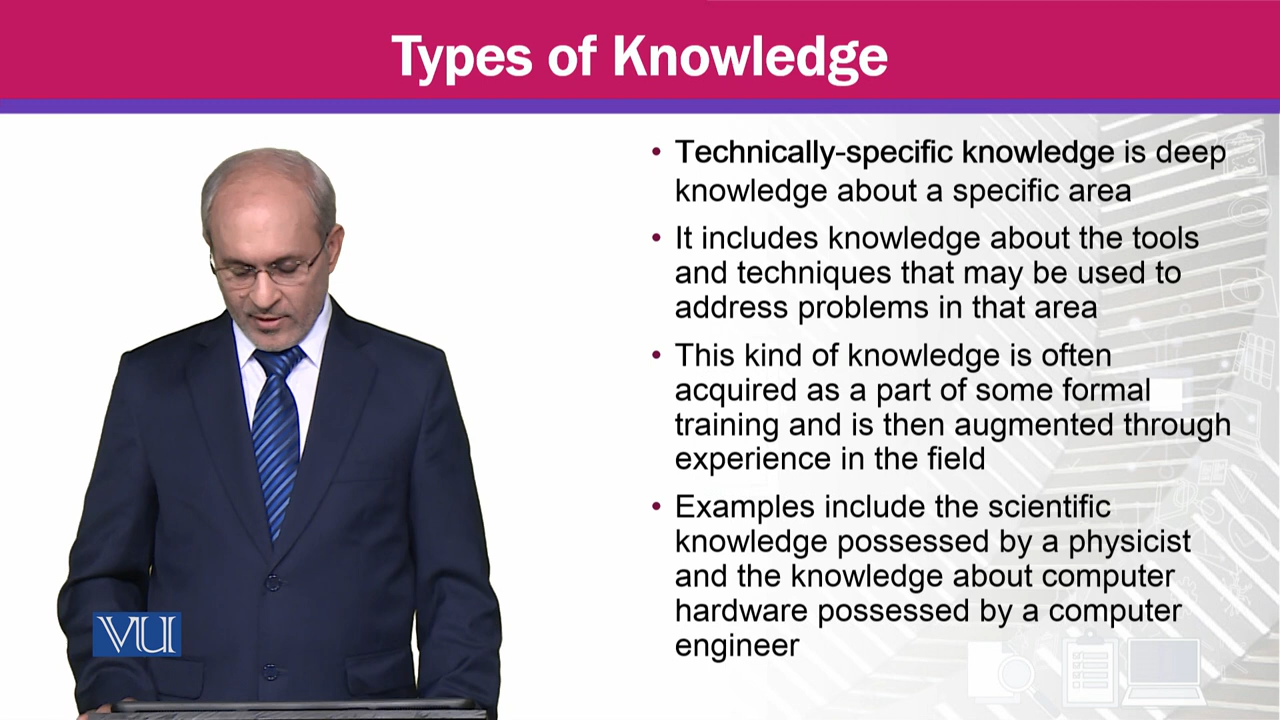 Types of Knowledge
• Technically-specific knowledge is deep
knowledge about a specific area
• It includes knowledge about the tools
and techniques that may be used to
address problems in that area
• This kind of knowledge is often
acquired as a part of some formal
training and is then augmented through
experience in the field
• Examples include the scientific
knowledge possessed by a physicist
and the knowledge about computer
hardware possessed by a computer
engineer
VU